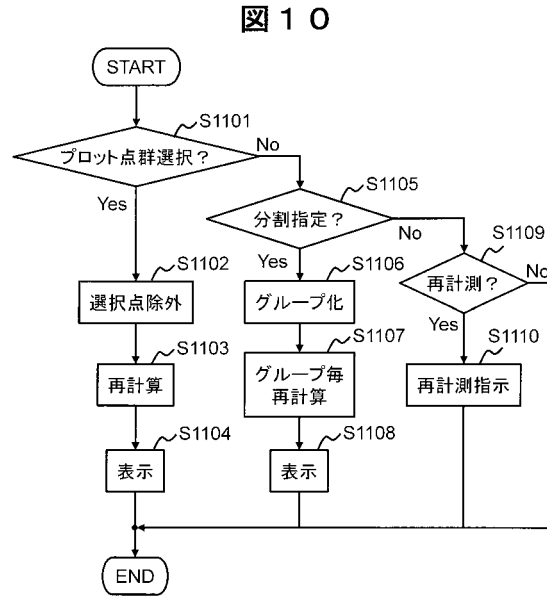 図10
START
S1101
プロット点群選択？
No
Yes
S1105
分割指定？
No
Yes
S1109
再計測？
No
Yes
S1102
選択点除外
S1106
グループ化
S1110
再計測指示
S1103
再計算
S1107
グループ毎
再計算
S1104
表示
S1108
表示
END